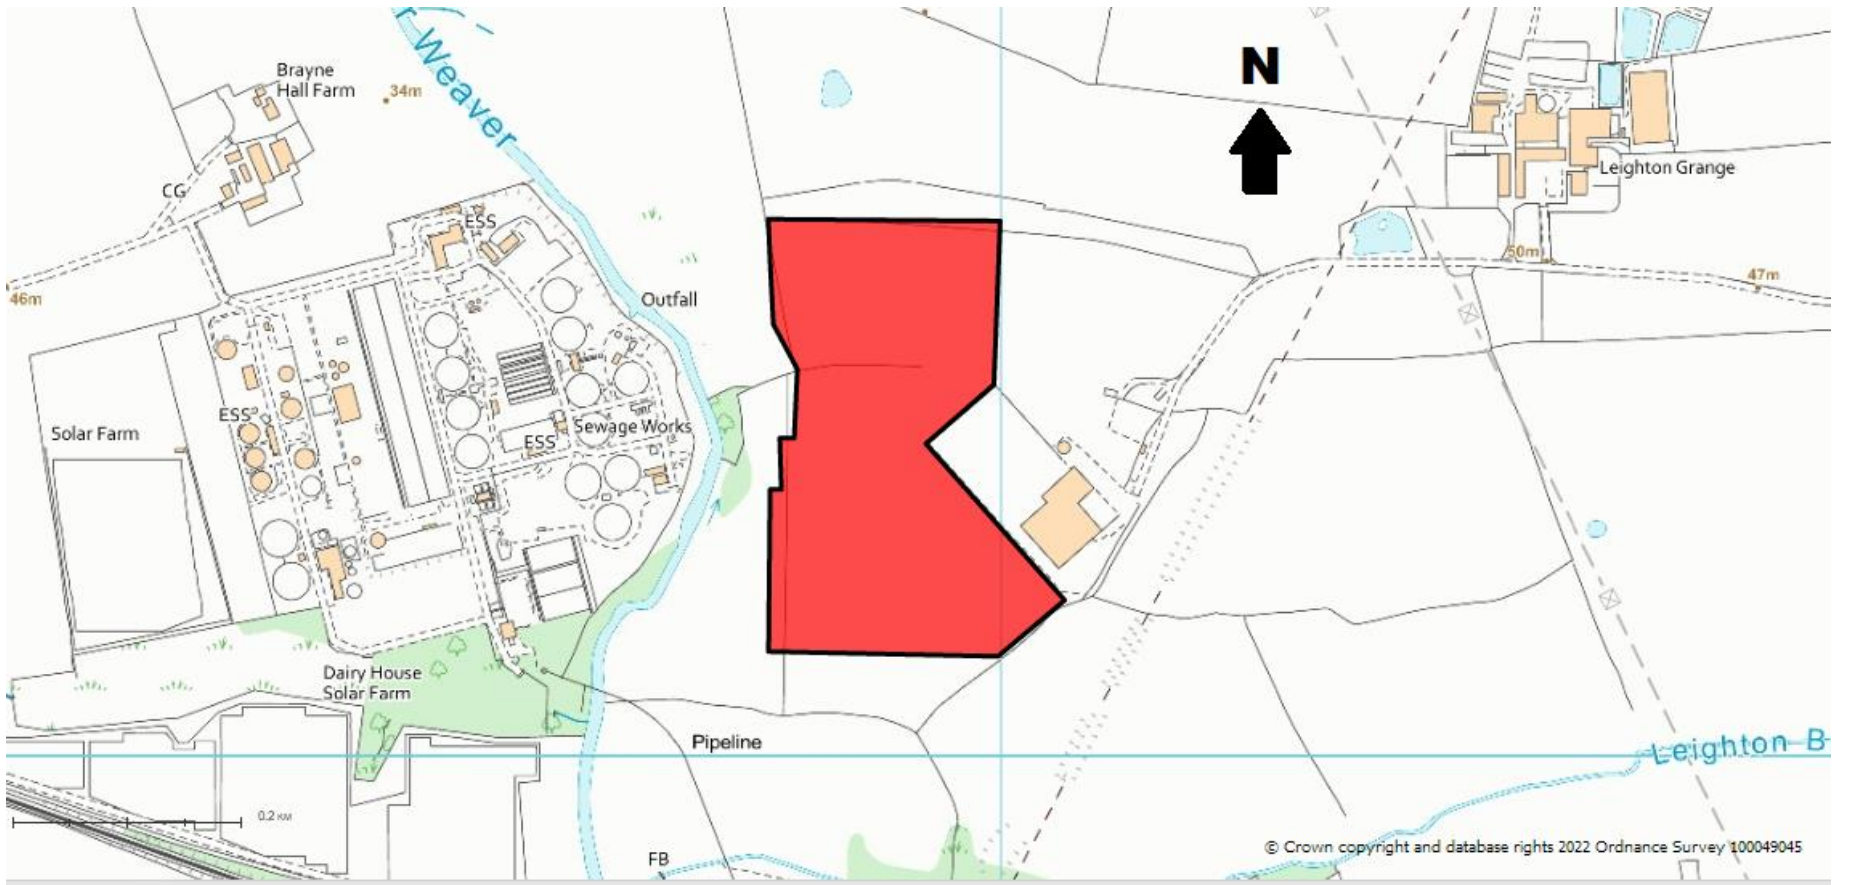 r Weaver
Brayne
Hall Farm
34m
N
CG
Leighton Grange
ESS
50m
47m
46m
Outfall
Solar Farm
ESS
Sewage Works
ESS
Dairy House
Solar Farm
Pipeline
Leighton B
0.2 KM
© Crown copyright and database rights 2022 Ordnance Survey 100049045
FB